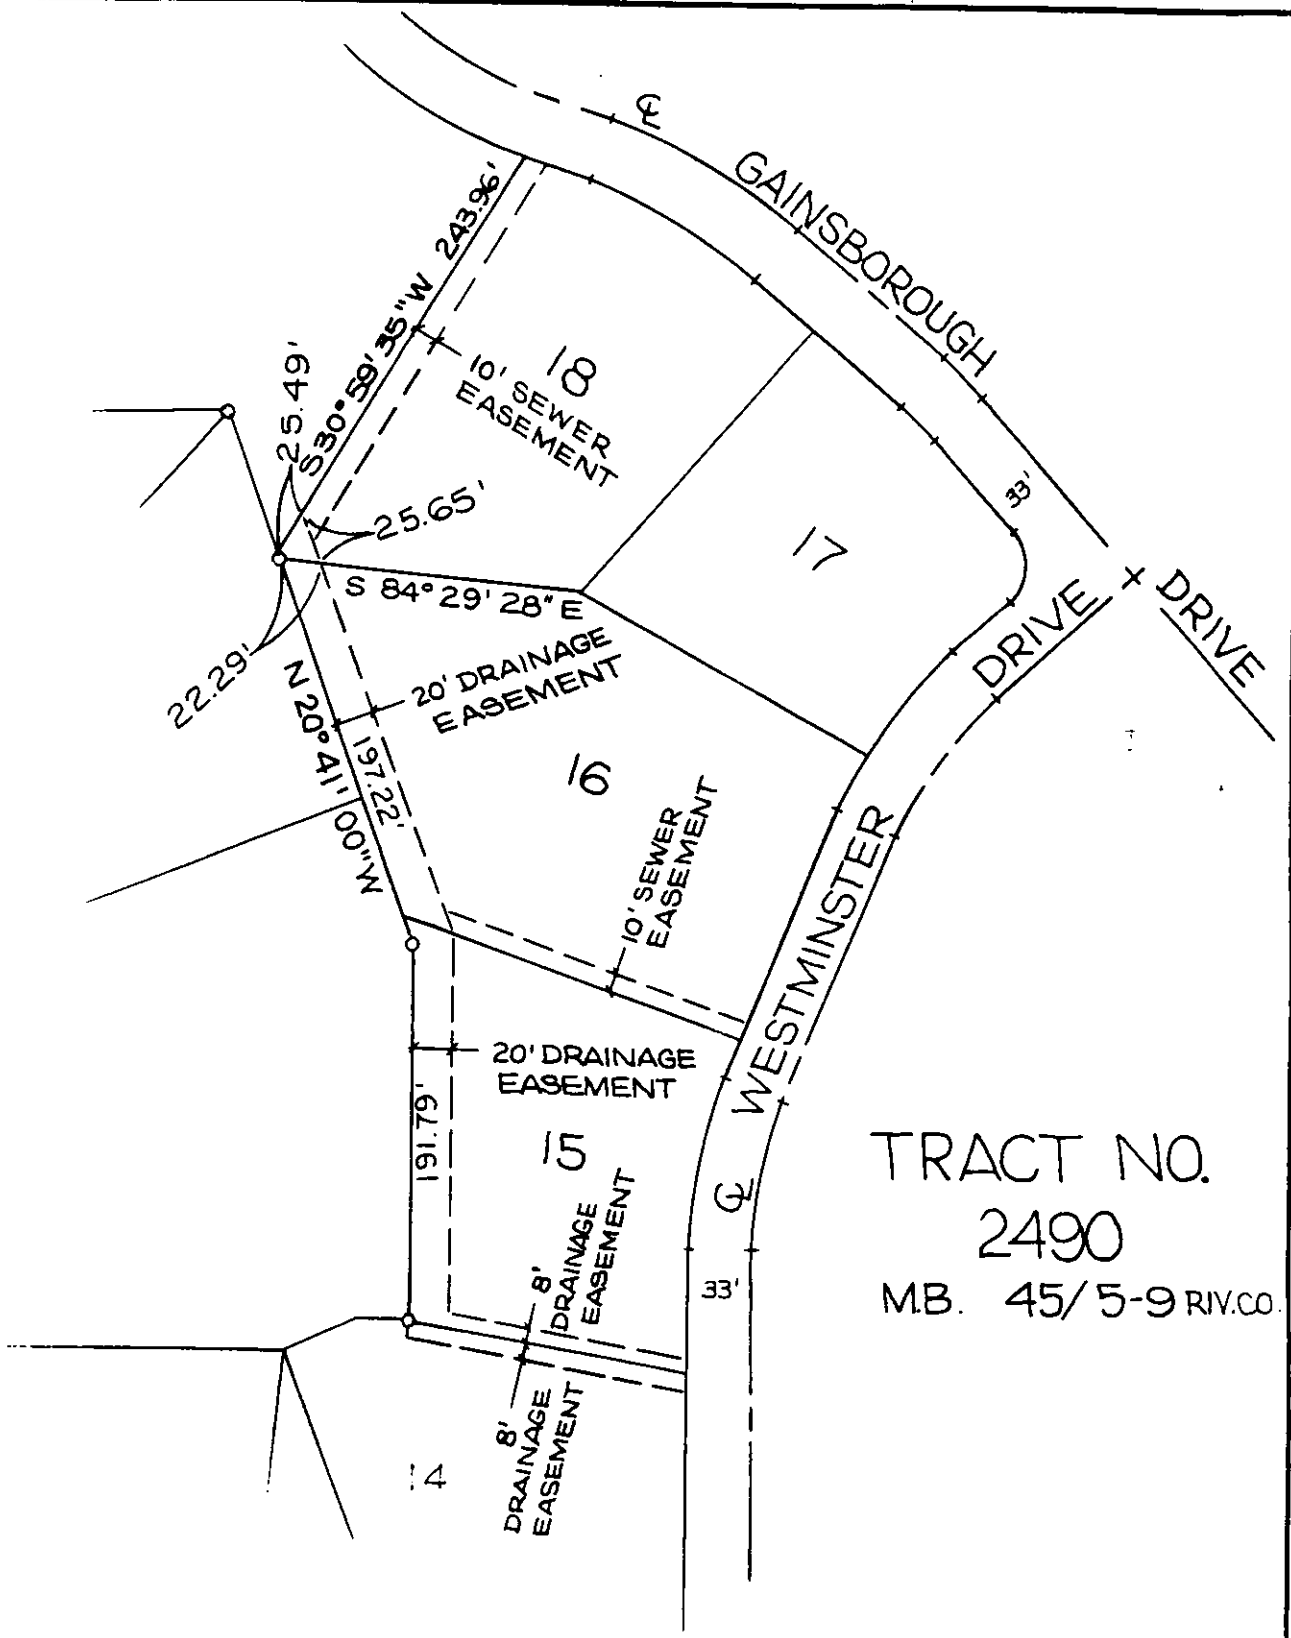 ℄
GAINSBOROUGH
DRIVE
S 30° 59' 35" W 243.96'
25.49'
18
10' SEWER
EASEMENT
25.65'
33'
17
S 84° 29' 28" E
22.29'
DRIVE
20' DRAINAGE
EASEMENT
N 20° 41' 00" W
197.22'
16
10' SEWER
EASEMENT
WESTMINSTER
20' DRAINAGE
EASEMENT
191.79'
15
TRACT NO.
2490
M.B. 45/5-9 RIV.CO.
℄
8'
DRAINAGE
EASEMENT
33'
8'
DRAINAGE
EASEMENT
14